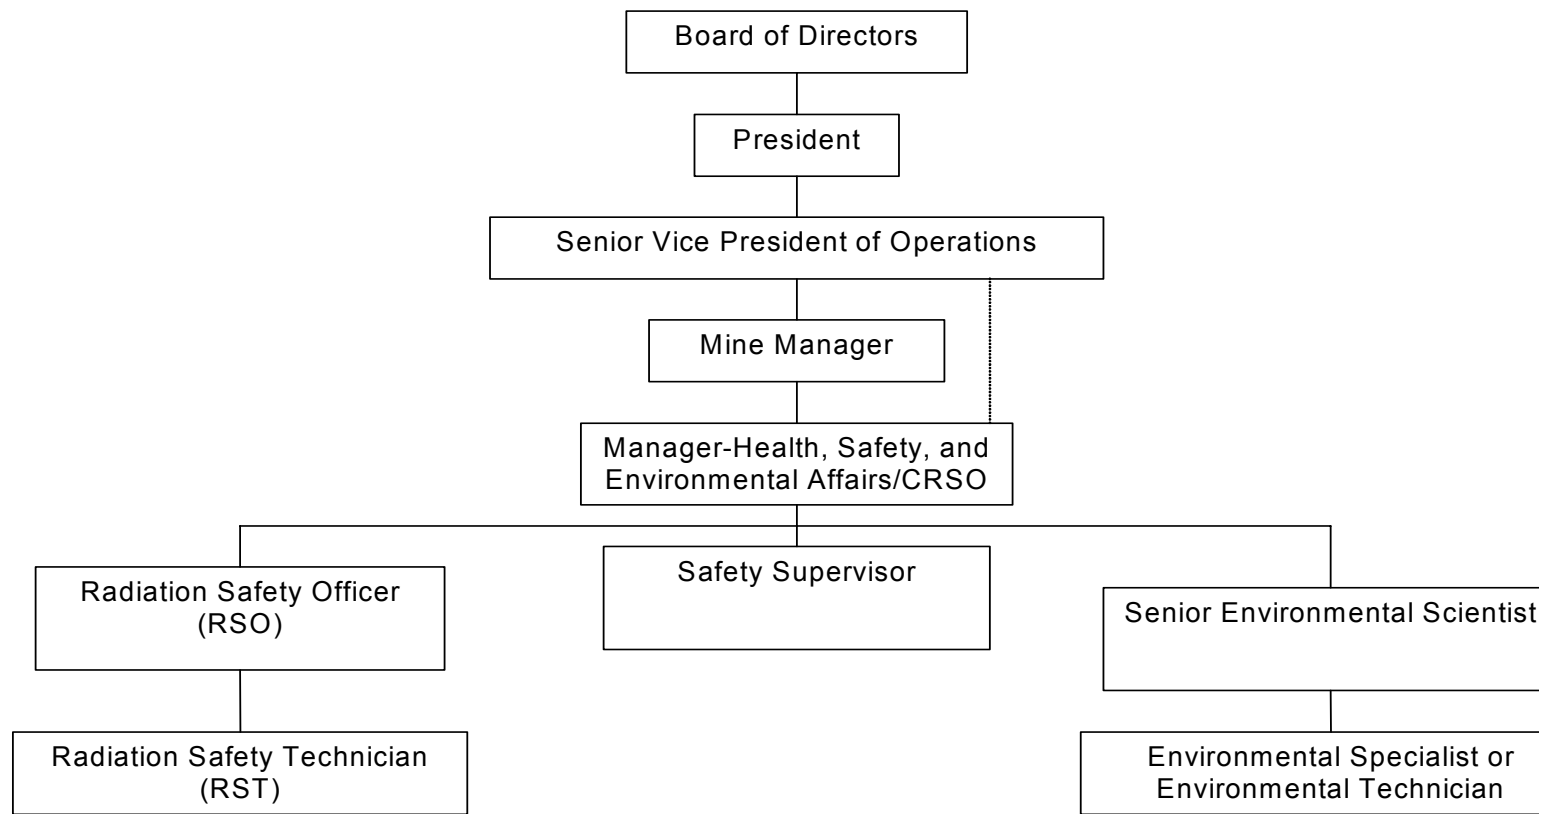 Board of Directors
President
Senior Vice President of Operations
Mine Manager
Manager-Health, Safety, and
Environmental Affairs/CRSO
Radiation Safety Officer
(RSO)
Safety Supervisor
Senior Environmental Scientist
Radiation Safety Technician
(RST)
Environmental Specialist or
Environmental Technician